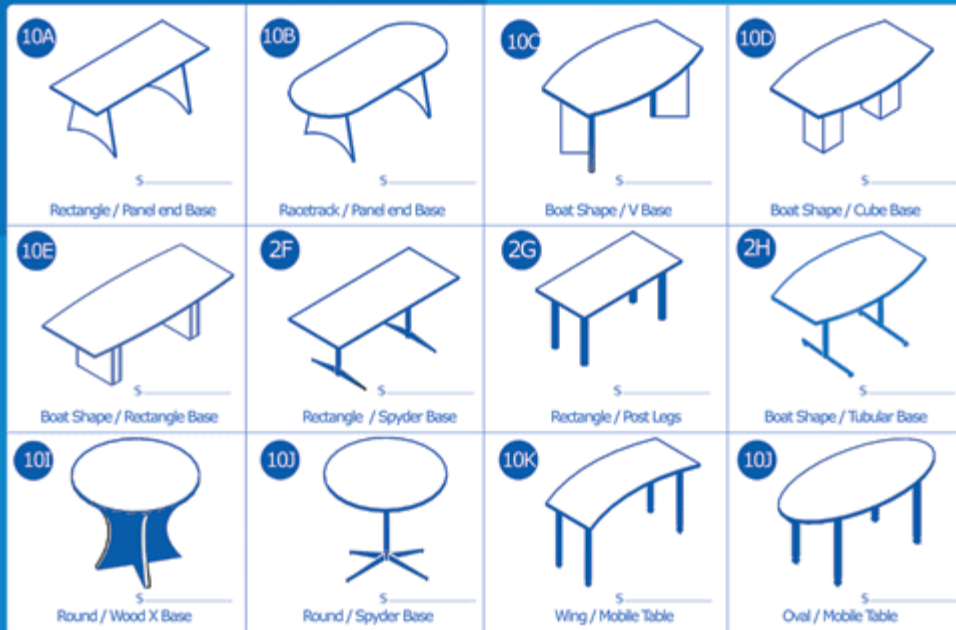 10A
10B
10C
10D
$
$
$
$
Rectangle / Panel end Base
Racetrack / Panel end Base
Boat Shape / V Base
Boat Shape / Cube Base
10E
2F
2G
2H
$
$
$
$
Boat Shape / Rectangle Base
Rectangle / Spyder Base
Rectangle / Post Legs
Boat Shape / Tubular Base
10I
10J
10K
10J
$
$
$
$
Round / Wood X Base
Round / Spyder Base
Wing / Mobile Table
Oval / Mobile Table